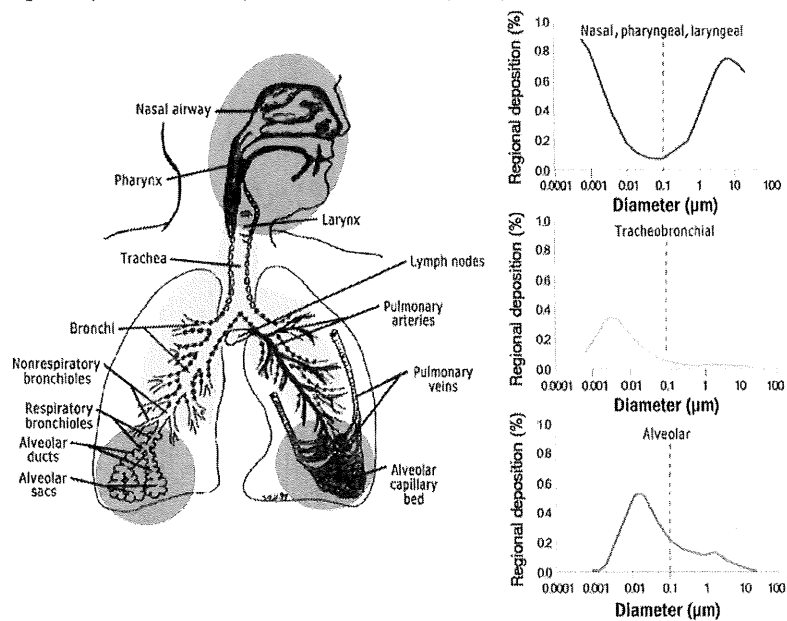 Nasal airway
Pharynx
Larynx
Trachea
Lymph nodes
Pulmonary
arteries
Bronchi
Nonrespiratory
bronchioles
Pulmonary
veins
Respiratory
bronchioles
Alveolar
ducts
Alveolar
sacs
Alveolar
capillary
bed
Regional deposition (%)
Nasal, pharyngeal, laryngeal
1.0
0.8
0.6
0.4
0.2
0.0
0.0001 0.001 0.01 0.1 1 10 100
Diameter (µm)
Regional deposition (%)
Tracheobronchial
1.0
0.8
0.6
0.4
0.2
0.0
0.0001 0.001 0.01 0.1 1 10 100
Diameter (µm)
Regional deposition (%)
Alveolar
1.0
0.8
0.6
0.4
0.2
0.0
0.0001 0.001 0.01 0.1 1 10 100
Diameter (µm)